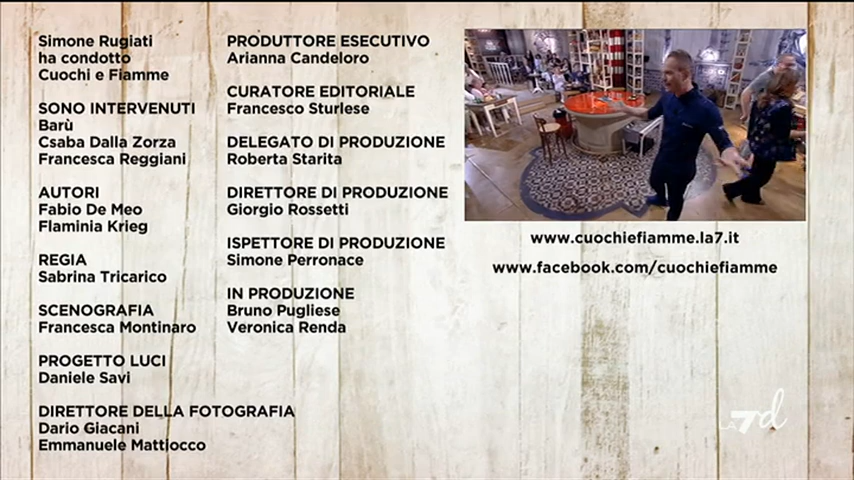 Simone Rugiati
ha condotto
Cuochi e Fiamme
SONO INTERVENUTI
Barù
Csaba Dalla Zorza
Francesca Reggiani
AUTORI
Fabio De Meo
Flaminia Krieg
REGIA
Sabrina Tricarico
SCENOGRAFIA
Francesca Montinaro
PROGETTO LUCI
Daniele Savi
DIRETTORE DELLA FOTOGRAFIA
Dario Giacani
Emmanuele Mattiocco
PRODUTTORE ESECUTIVO
Arianna Candeloro
CURATORE EDITORIALE
Francesco Sturlese
DELEGATO DI PRODUZIONE
Roberta Starita
DIRETTORE DI PRODUZIONE
Giorgio Rossetti
ISPETTORE DI PRODUZIONE
Simone Perronace
IN PRODUZIONE
Bruno Pugliese
Veronica Renda
www.cuochiefiamme.la7.it
www.facebook.com/cuochiefiamme
LA7d